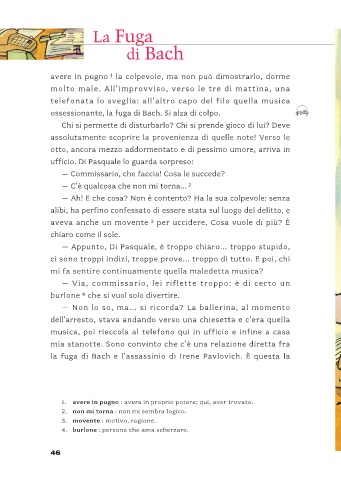 La Fuga
di Bach
avere in pugno 1 la colpevole, ma non può dimostrarlo, dorme
molto male. All'improvviso, verso le tre di mattina, una
telefonata lo sveglia: all'altro capo del filo quella musica
ossessionante, la fuga di Bach. Si alza di colpo.
Chi si permette di disturbarlo? Chi si prende gioco di lui? Deve
assolutamente scoprire la provenienza di quelle note! Verso le
otto, ancora mezzo addormentato e di pessimo umore, arriva in
ufficio. Di Pasquale lo guarda sorpreso:
— Commissario, che faccia! Cosa le succede?
— C'è qualcosa che non mi torna... 2
— Ah! E che cosa? Non è contento? Ha la sua colpevole: senza
alibi, ha perfino confessato di essere stata sul luogo del delitto, e
aveva anche un movente 3 per uccidere. Cosa vuole di più? È
chiaro come il sole.
— Appunto, Di Pasquale, è troppo chiaro... troppo stupido,
ci sono troppi indizi, troppe prove... troppo di tutto. E poi, chi
mi fa sentire continuamente quella maledetta musica?
— Via, commissario, lei riflette troppo: è di certo un
burlone 4 che si vuol solo divertire.
— Non lo so, ma... si ricorda? La ballerina, al momento
dell'arresto, stava andando verso una chiesetta e c'era quella
musica, poi rieccola al telefono qui in ufficio e infine a casa
mia stanotte. Sono convinto che c'è una relazione diretta fra
la fuga di Bach e l'assassinio di Irene Pavlovich. È questa la
1. avere in pugno : avere in proprio potere; qui, aver trovato.
2. non mi torna : non mi sembra logico.
3. movente : motivo, ragione.
4. burlone : persona che ama scherzare.
46